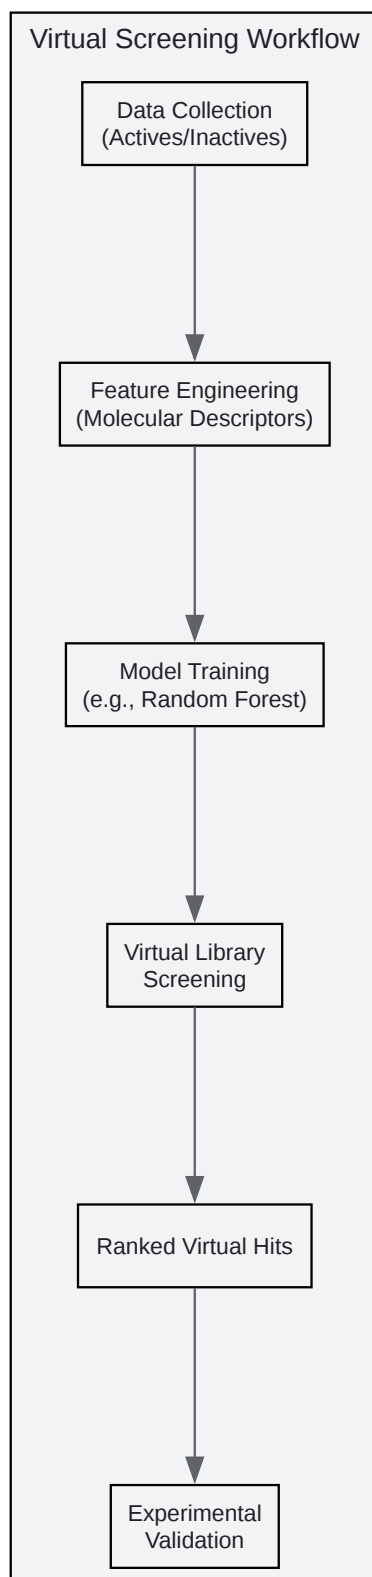 Virtual Screening Workflow
Data Collection
(Actives/Inactives)
Feature Engineering
(Molecular Descriptors)
Model Training
(e.g., Random Forest)
Virtual Library
Screening
Ranked Virtual Hits
Experimental
Validation